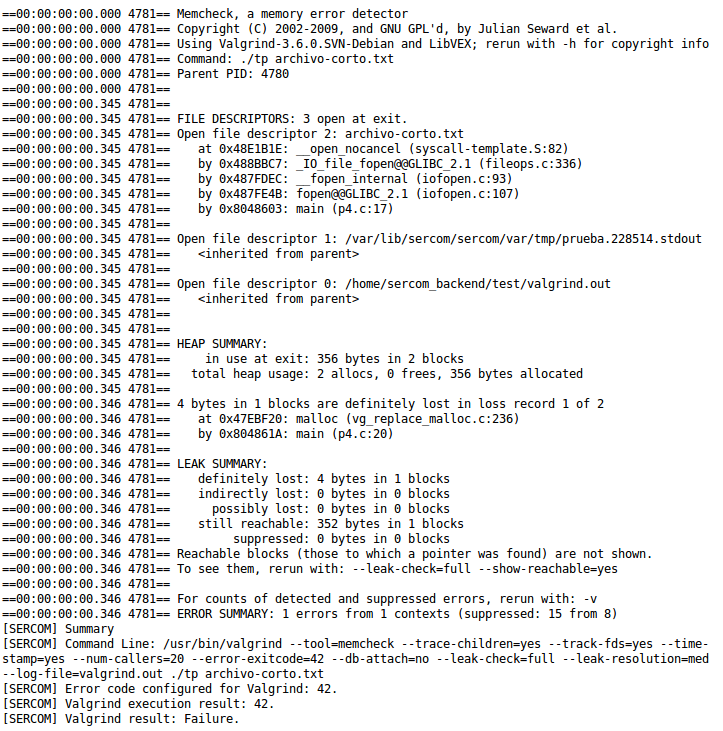 ==00:00:00:00.000 4781== Memcheck, a memory error detector
==00:00:00:00.000 4781== Copyright (C) 2002-2009, and GNU GPL'd, by Julian Seward et al.
==00:00:00:00.000 4781== Using Valgrind-3.6.0.SVN-Debian and LibVEX; rerun with -h for copyright info
==00:00:00:00.000 4781== Command: ./tp archivo-corto.txt
==00:00:00:00.000 4781== Parent PID: 4780
==00:00:00:00.000 4781==
==00:00:00:00.345 4781==
==00:00:00:00.345 4781== FILE DESCRIPTORS: 3 open at exit.
==00:00:00:00.345 4781== Open file descriptor 2: archivo-corto.txt
==00:00:00:00.345 4781==    at 0x48E1B1E: __open_nocancel (syscall-template.S:82)
==00:00:00:00.345 4781==    by 0x488BBC7: _IO_file_fopen@@GLIBC_2.1 (fileops.c:336)
==00:00:00:00.345 4781==    by 0x487FDEC: __fopen_internal (iofopen.c:93)
==00:00:00:00.345 4781==    by 0x487FE4B: fopen@@GLIBC_2.1 (iofopen.c:107)
==00:00:00:00.345 4781==    by 0x8048603: main (p4.c:17)
==00:00:00:00.345 4781==
==00:00:00:00.345 4781== Open file descriptor 1: /var/lib/sercom/sercom/var/tmp/prueba.228514.stdout
==00:00:00:00.345 4781==    <inherited from parent>
==00:00:00:00.345 4781==
==00:00:00:00.345 4781== Open file descriptor 0: /home/sercom_backend/test/valgrind.out
==00:00:00:00.345 4781==    <inherited from parent>
==00:00:00:00.345 4781==
==00:00:00:00.345 4781==
==00:00:00:00.345 4781== HEAP SUMMARY:
==00:00:00:00.345 4781==     in use at exit: 356 bytes in 2 blocks
==00:00:00:00.345 4781==   total heap usage: 2 allocs, 0 frees, 356 bytes allocated
==00:00:00:00.345 4781==
==00:00:00:00.346 4781== 4 bytes in 1 blocks are definitely lost in loss record 1 of 2
==00:00:00:00.346 4781==    at 0x47EBF20: malloc (vg_replace_malloc.c:236)
==00:00:00:00.346 4781==    by 0x804861A: main (p4.c:20)
==00:00:00:00.346 4781==
==00:00:00:00.346 4781== LEAK SUMMARY:
==00:00:00:00.346 4781==    definitely lost: 4 bytes in 1 blocks
==00:00:00:00.346 4781==    indirectly lost: 0 bytes in 0 blocks
==00:00:00:00.346 4781==      possibly lost: 0 bytes in 0 blocks
==00:00:00:00.346 4781==    still reachable: 352 bytes in 1 blocks
==00:00:00:00.346 4781==         suppressed: 0 bytes in 0 blocks
==00:00:00:00.346 4781== Reachable blocks (those to which a pointer was found) are not shown.
==00:00:00:00.346 4781== To see them, rerun with: --leak-check=full --show-reachable=yes
==00:00:00:00.346 4781==
==00:00:00:00.346 4781== For counts of detected and suppressed errors, rerun with: -v
==00:00:00:00.346 4781== ERROR SUMMARY: 1 errors from 1 contexts (suppressed: 15 from 8)
[SERCOM] Summary
[SERCOM] Command Line: /usr/bin/valgrind --tool=memcheck --trace-children=yes --track-fds=yes --time-
stamp=yes --num-callers=20 --error-exitcode=42 --db-attach=no --leak-check=full --leak-resolution=med
--log-file=valgrind.out ./tp archivo-corto.txt
[SERCOM] Error code configured for Valgrind: 42.
[SERCOM] Valgrind execution result: 42.
[SERCOM] Valgrind result: Failure.